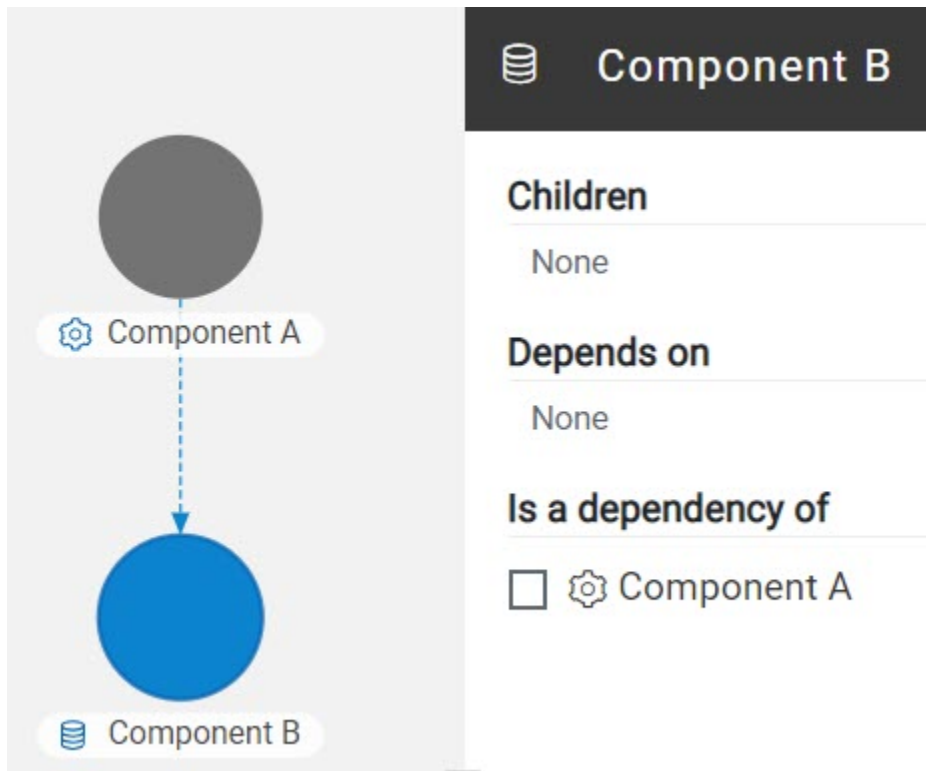 Component A
Component B
Component B
Children
None
Depends on
None
Is a dependency of
Component A